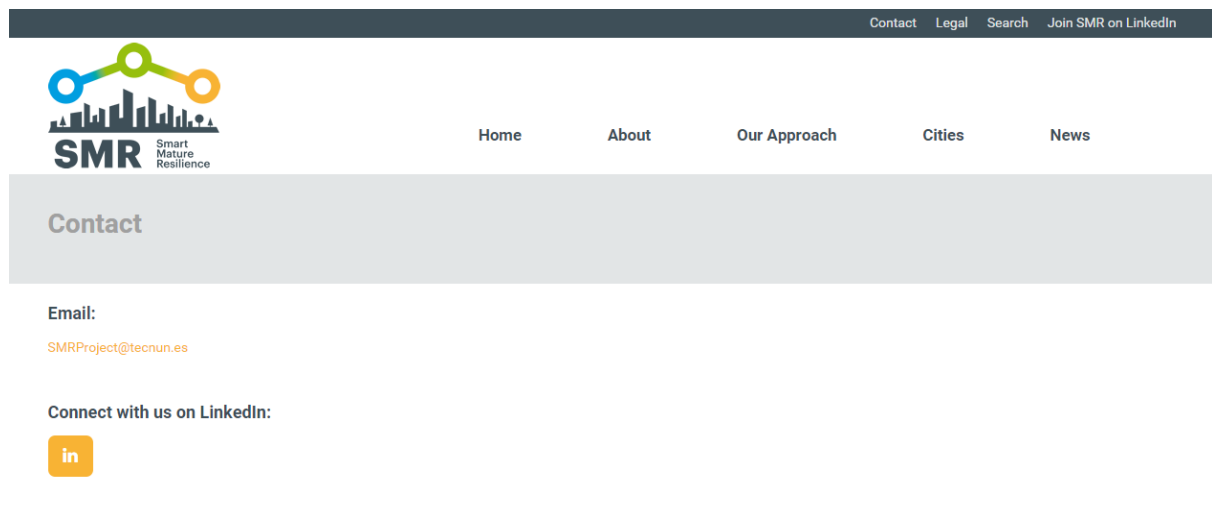 Contact Legal Search Join SMR on LinkedIn
SMR Smart
Mature
Resilience
Home About Our Approach Cities News
Contact
Email:
SMRProject@tecnun.es
Connect with us on LinkedIn:
in